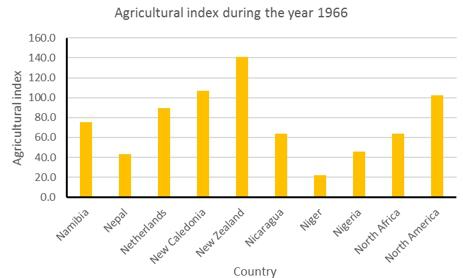 Agricultural index during the year 1966
Agricultural index
160.0
140.0
120.0
100.0
80.0
60.0
40.0
20.0
0.0
Namibia
Nepal
Netherlands
New Caledonia
New Zealand
Nicaragua
Niger
Nigeria
North Africa
North America
Country